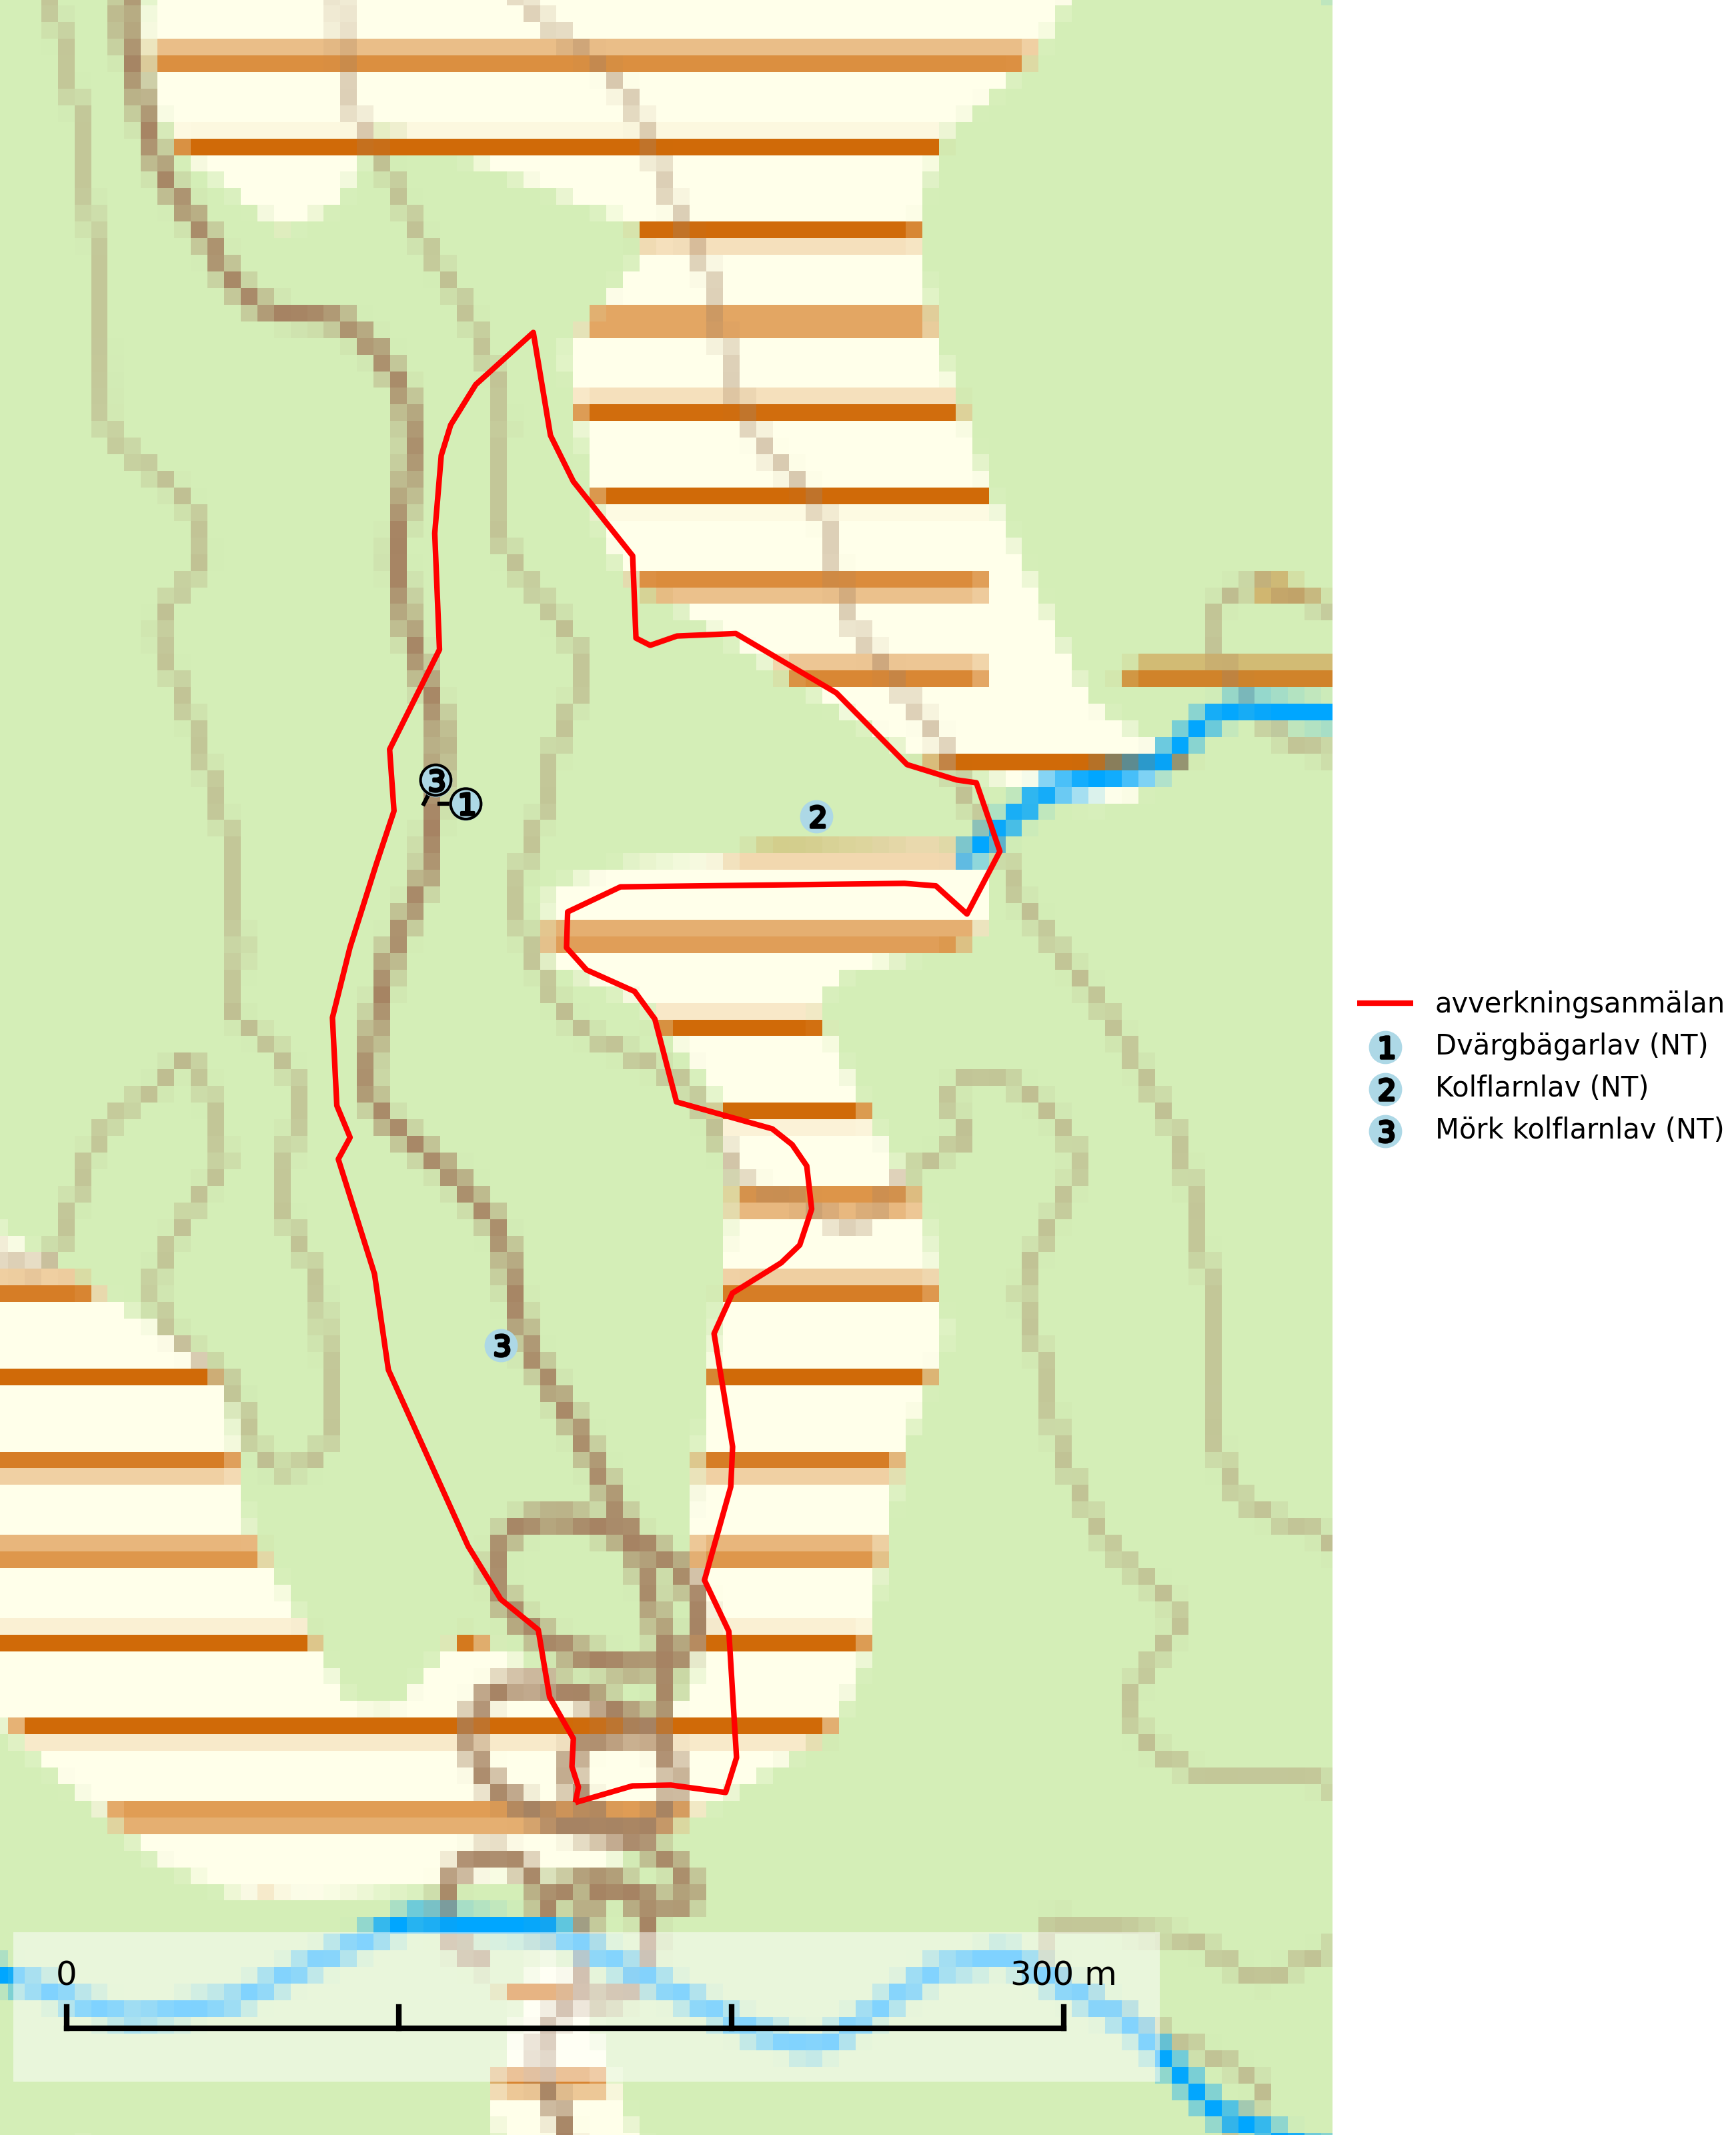 3
1
2
avverkningsanmälan
1 Dvärgbägarlav (NT)
2 Kolflarnlav (NT)
3 Mörk kolflarnlav (NT)
3
0 300 m